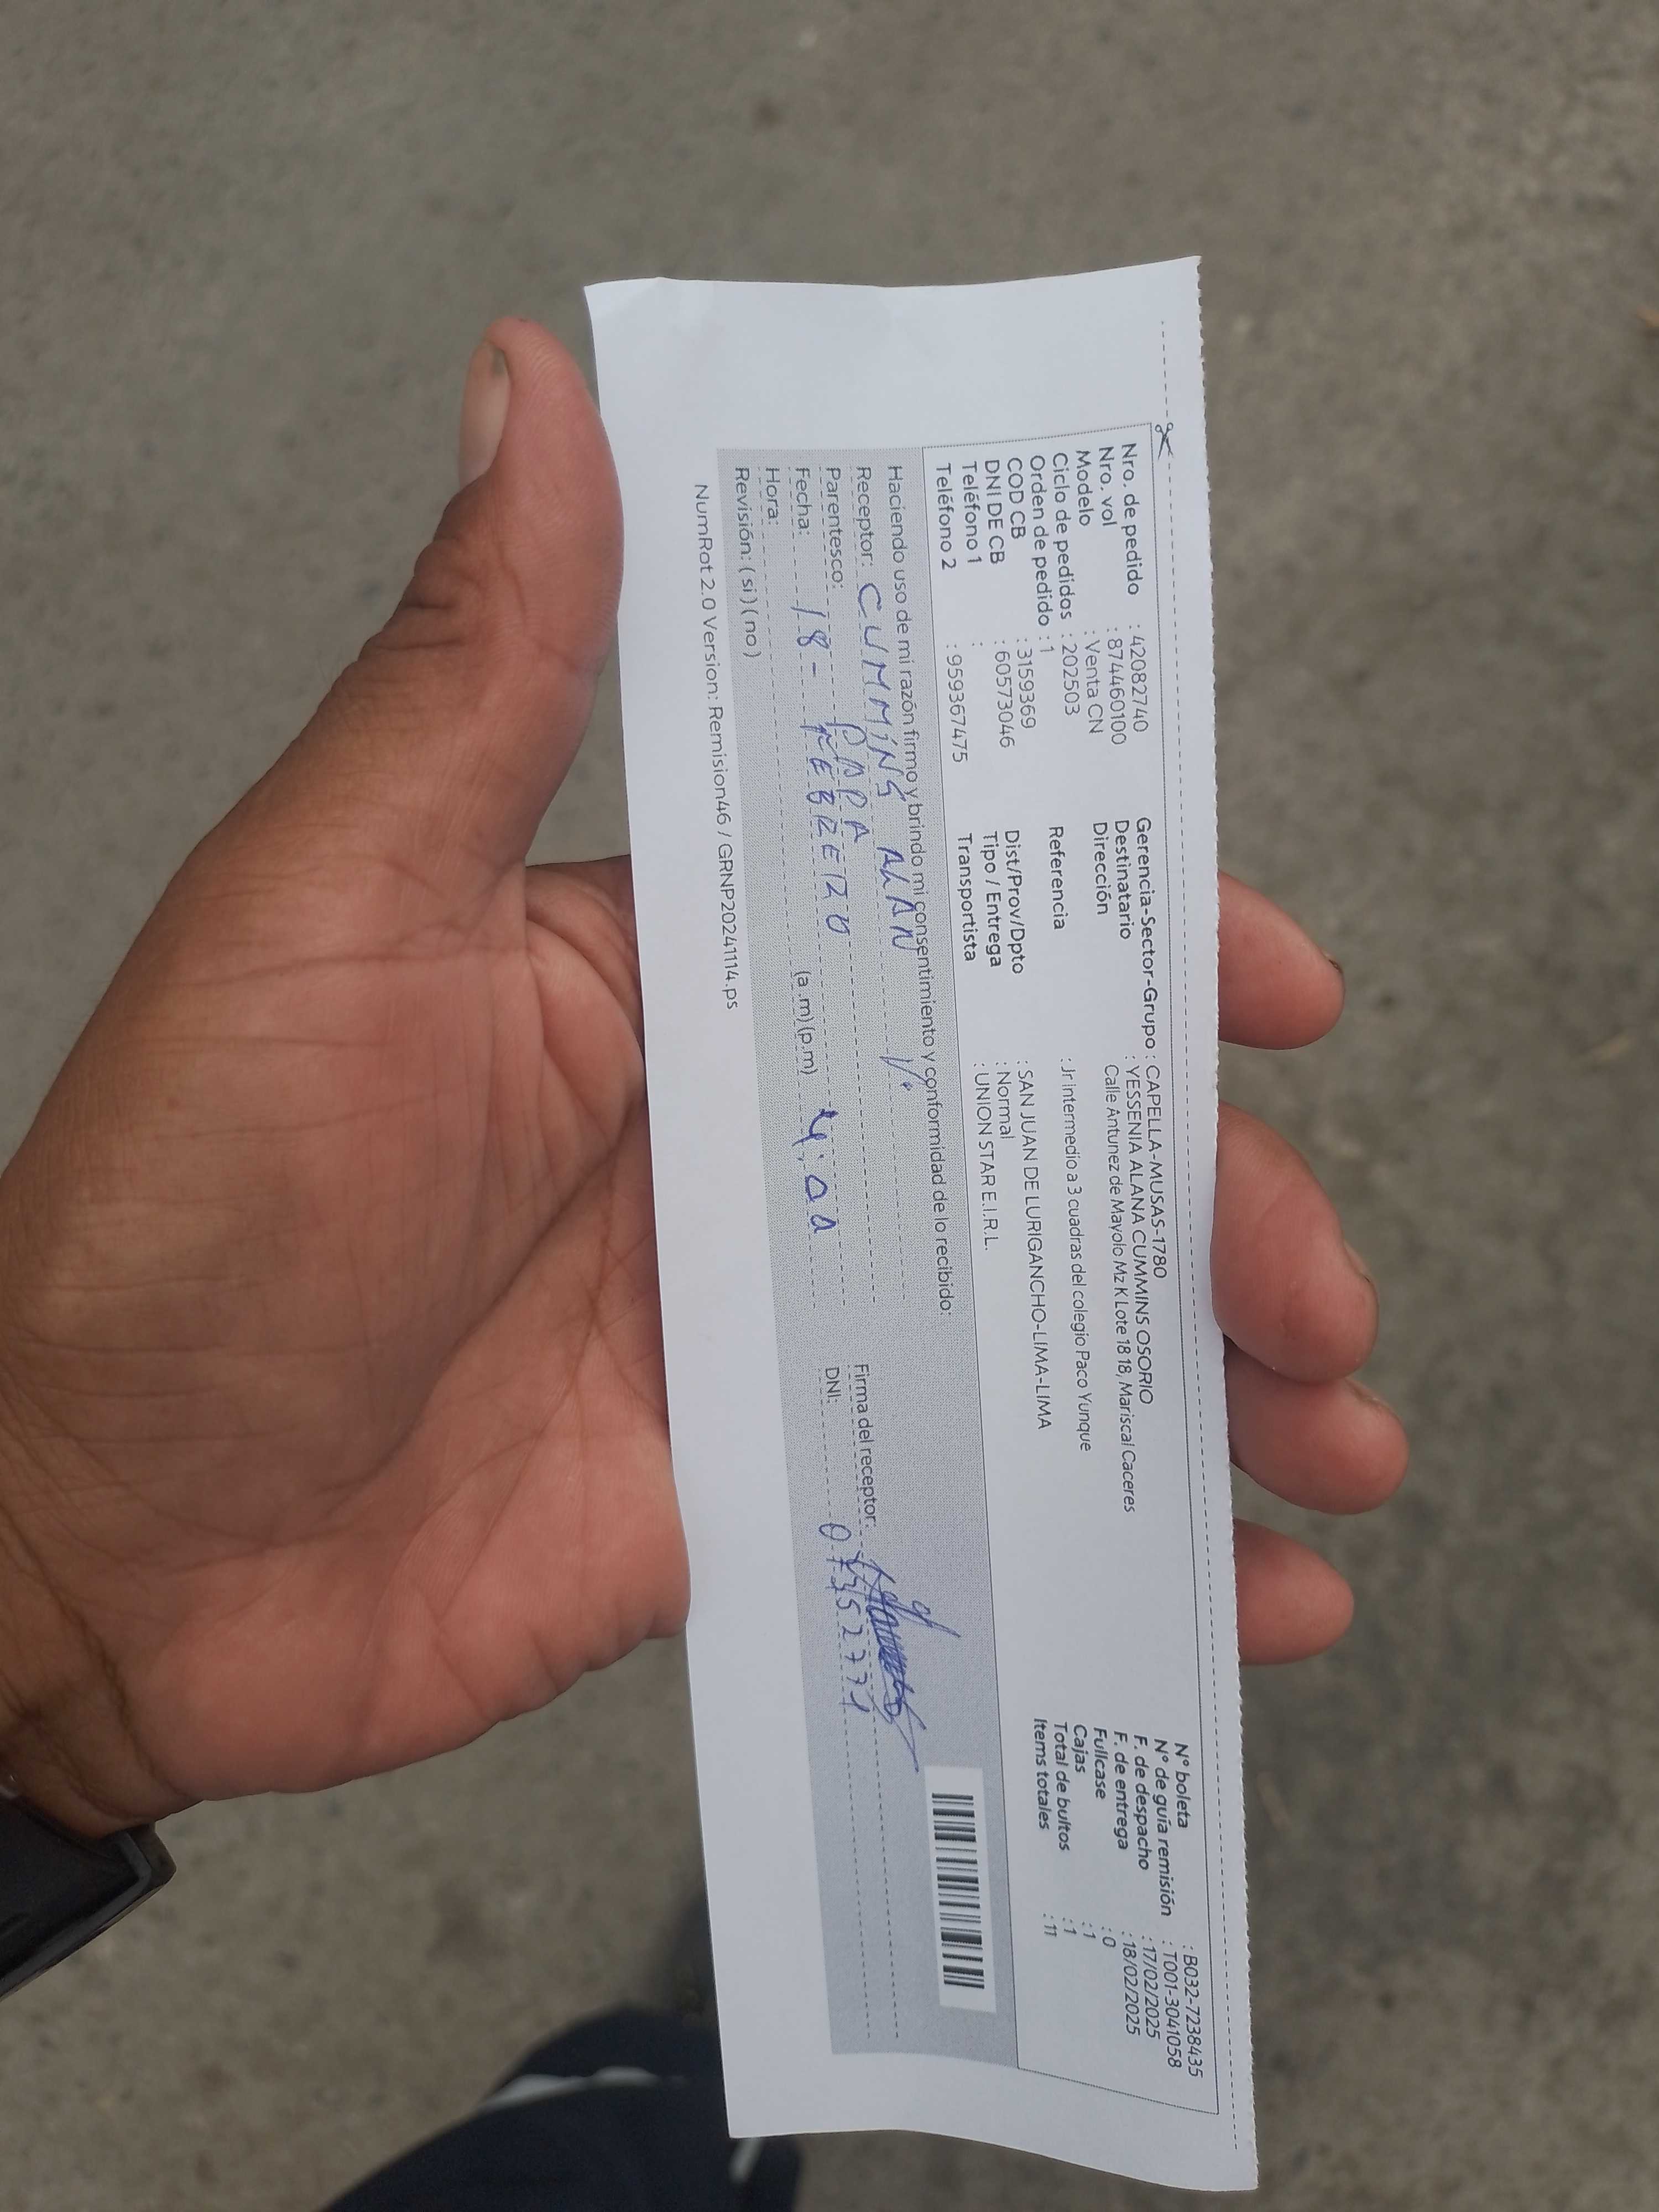 Nro. de pedido : 42082740
Nro. vol : 874460100
Modelo : Venta CN
Ciclo de pedidos : 202503
Orden de pedido : 1
COD CB : 3159369
DNI DE CB : 60573046
Teléfono 1 :
Teléfono 2 : 959367475
Gerencia-Sector-Grupo : CAPELLA-MUSAS-1780
Destinatario : YESSENIA ALANA CUMMINS OSORIO
Dirección Calle Antunez de Mayolo Mz K Lote 18 18, Mariscal Caceres
Referencia : Jr Intermedio a 3 cuadras del colegio Paco Yunque
Dist/Prov/Dpto : SAN JUAN DE LURIGANCHO-LIMA-LIMA
Tipo / Entrega : Normal
Transportista : UNION STAR E.I.R.L.
N° boleta : B032-7238435
N° de guía remisión : T001-3041058
F. de despacho : 17/02/2025
F. de entrega : 18/02/2025
Fullcase : 0
Cajas : 1
Total de bultos : 1
Items totales : 11
Haciendo uso de mi razón firmo y brindo mi consentimiento y conformidad de lo recibido:
Receptor: CUMMINS ALAN V.
Parentesco: PAPA
Fecha: 18 - FEBRERO
Hora: (a.m) (p.m) 4:00
Revisión: ( si ) ( no )
Firma del receptor:
DNI:
NumRot 2.0 Version: Remision46 / GRNP20241114.ps